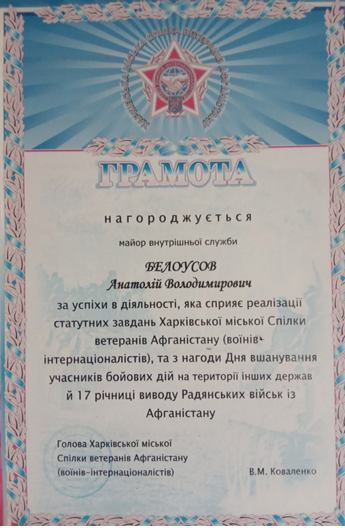 ГРАМОТА
нагороджується
майор внутрішньої служби
БЕЛОУСОВ
Анатолій Володимирович
за успіхи в діяльності, яка сприяє реалізації
статутних завдань Харківської міської Спілки
ветеранів Афганістану (воїнів-
інтернаціоналістів), та з нагоди Дня вшанування
учасників бойових дій на території інших держав
й 17 річниці виводу Радянських військ із
Афганістану
Голова Харківської міської
Спілки ветеранів Афганістану
(воїнів-інтернаціоналістів) В.М. Коваленко